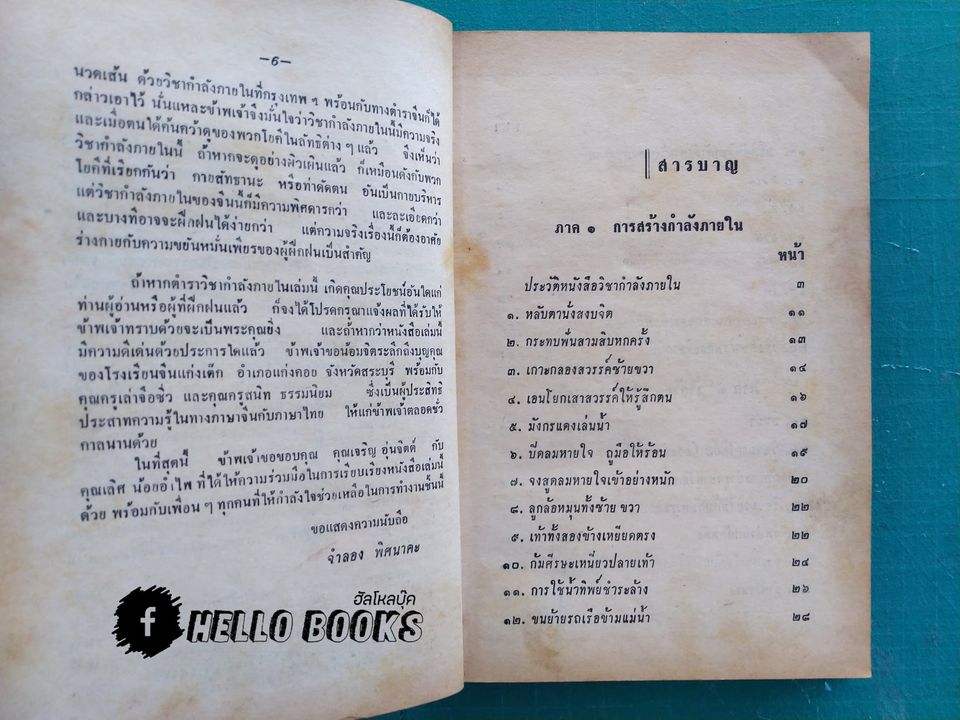 —๖—
นวดเส้น ด้วยวิชากำลังภายในที่กรุงเทพ ฯ พร้อมกับทางตำราจีนก็ได้
กล่าวเอาไว้ นั่นแหละข้าพเจ้าจึงมั่นใจว่าวิชากำลังภายในนี้มีความจริง
และเมื่อตนได้ค้นคว้าดูของพวกโยคีในลัทธิต่าง ๆ แล้ว จึงเห็นว่า
วิชากำลังภายในนี้ ถ้าหากจะดูอย่างผิวเผินแล้ว ก็เหมือนดังกับพวก
โยคีที่เรียกกันว่า กายสัทธานะ หรือท่าดัดตน อันเป็นกายบริหาร
แต่วิชากำลังภายในของจีนนี้ก็มีความพิศดารกว่า และละเอียดกว่า
และบางทีอาจจะฝึกฝนได้ง่ายกว่า แต่ความจริงเรื่องนี้ก็ต้องอาศัย
ร่างกายกับความขยันหมั่นเพียรของผู้ฝึกฝนเป็นสำคัญ
ถ้าหากตำราวิชากำลังภายในเล่มนี้ เกิดคุณประโยชน์อันใดแก่
ท่านผู้อ่านหรือผู้ที่ฝึกฝนแล้ว ก็จงได้โปรดกรุณาแจ้งผลที่ได้รับให้
ข้าพเจ้าทราบด้วยจะเป็นพระคุณยิ่ง และถ้าหากว่าหนังสือเล่มนี้
มีความดีเด่นด้วยประการใดแล้ว ข้าพเจ้าขอน้อมจิตระลึกถึงบุญคุณ
ของโรงเรียนจีนแก่งเต็ก อำเภอแก่งคอย จังหวัดสระบุรี พร้อมกับ
คุณครูเล่าจือซิ่ว และคุณครูสนิท ธรรมนิยม ซึ่งเป็นผู้ประสิทธิ
ประสาทความรู้ในทางภาษาจีนกับภาษาไทย ให้แก่ข้าพเจ้าตลอดชั่ว
กาลนานด้วย
ในที่สุดนี้ ข้าพเจ้าขอขอบคุณ คุณเจริญ อุ่นจิตต์ กับ
คุณเลิศ น้อยอำไพ ที่ได้ให้ความร่วมมือในการเรียบเรียงหนังสือเล่มนี้
ด้วย พร้อมกับเพื่อน ๆ ทุกคนที่ให้กำลังใจช่วยเหลือในการทำงานชิ้นนี้
ขอแสดงความนับถือ
จำลอง พิศนาคะ
ฮัลโหลบุ๊ค
f HELLO BOOKS
สารบาญ
ภาค ๑ การสร้างกำลังภายใน
หน้า
ประวัติหนังสือวิชากำลังภายใน ๓
๑. หลับตานั่งสงบจิต ๑๑
๒. กระทบฟันสามสิบหกครั้ง ๑๓
๓. เกาะกลองสวรรค์ซ้ายขวา ๑๔
๔. เอนโยกเสาสวรรค์ให้รู้สึกตน ๑๖
๕. มังกรแดงเล่นน้ำ ๑๗
๖. ปิดลมหายใจ ถูมือให้ร้อน ๑๙
๗. จงสูดลมหายใจเข้าอย่างหนัก ๒๐
๘. ลูกล้อหมุนทั้งซ้าย ขวา ๒๒
๙. เท้าทั้งสองข้างเหยียดตรง ๒๒
๑๐. ก้มศีรษะเหนี่ยวปลายเท้า ๒๔
๑๑. การใช้น้ำทิพย์ชำระล้าง ๒๖
๑๒. ขนย้ายรถเรือข้ามแม่น้ำ ๒๘